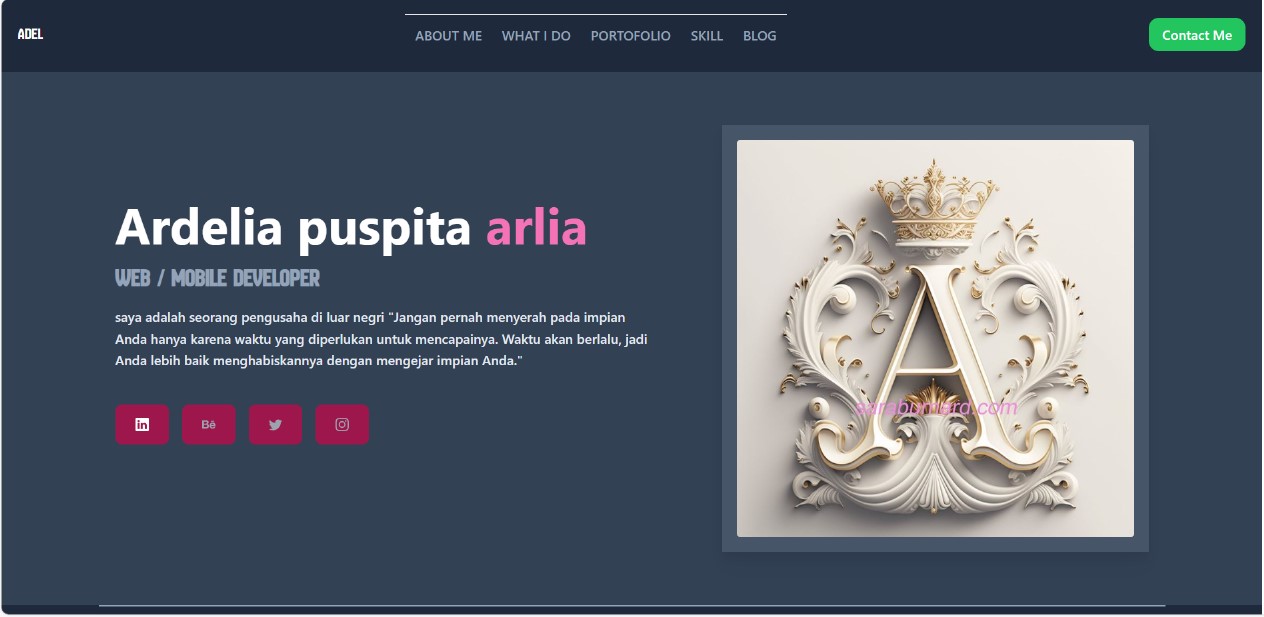 ADEL
ABOUT ME WHAT I DO PORTOFOLIO SKILL BLOG
Contact Me
Ardelia puspita arlia
WEB / MOBILE DEVELOPER
saya adalah seorang pengusaha di luar negri "Jangan pernah menyerah pada impian
Anda hanya karena waktu yang diperlukan untuk mencapainya. Waktu akan berlalu, jadi
Anda lebih baik menghabiskannya dengan mengejar impian Anda."
in Bē
A